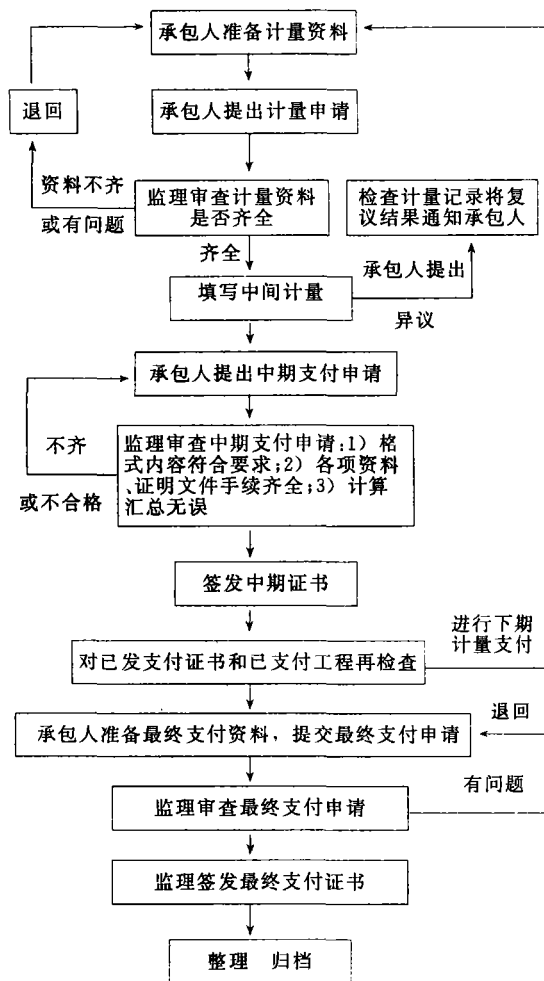 承包人准备计量资料
退回
承包人提出计量申请
资料不齐
或有问题
监理审查计量资料
是否齐全
检查计量记录将复
议结果通知承包人
齐全
承包人提出
填写中间计量
异议
承包人提出中期支付申请
不齐
或不合格
监理审查中期支付申请:1)格
式内容符合要求;2)各项资料
、证明文件手续齐全;3)计算
汇总无误
签发中期证书
进行下期
计量支付
对已发支付证书和已支付工程再检查
退回
承包人准备最终支付资料,提交最终支付申请
有问题
监理审查最终支付申请
监理签发最终支付证书
整理 归档